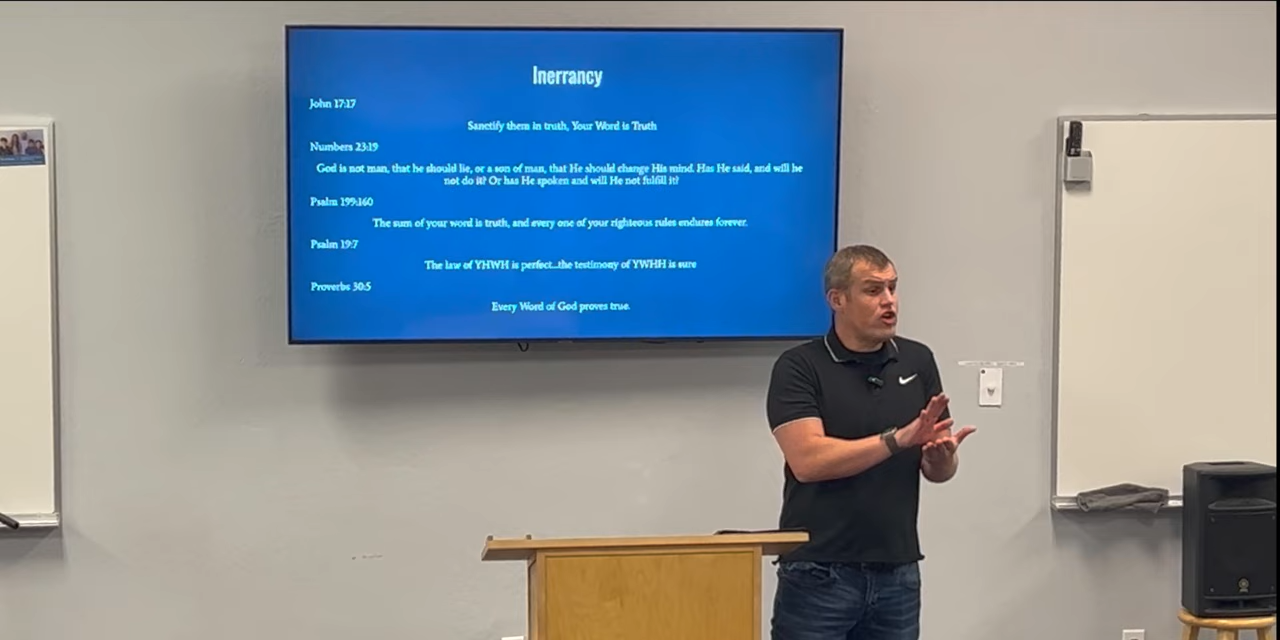 Inerrancy
John 17:17
Sanctify them in truth, Your Word is Truth
Numbers 23:19
God is not man, that he should lie, or a son of man, that He should change His mind. Has He said, and will he
not do it? Or has He spoken and will He not fulfill it?
Psalm 199:160
The sum of your word is truth, and every one of your righteous rules endures forever.
Psalm 19:7
The law of YHWH is perfect...the testimony of YWHH is sure
Proverbs 30:5
Every Word of God proves true.